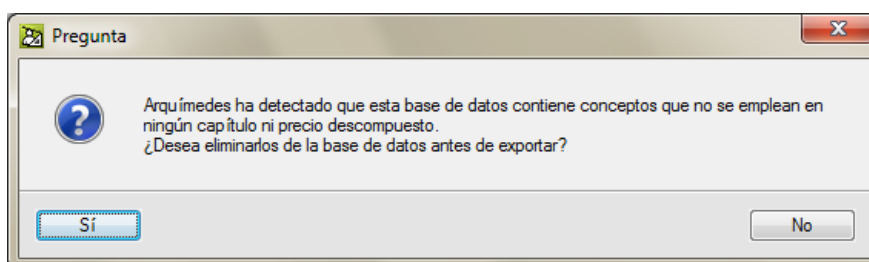 Pregunta
Arquímedes ha detectado que esta base de datos contiene conceptos que no se emplean en
ningún capítulo ni precio descompuesto.
¿Desea eliminarlos de la base de datos antes de exportar?
Sí
No